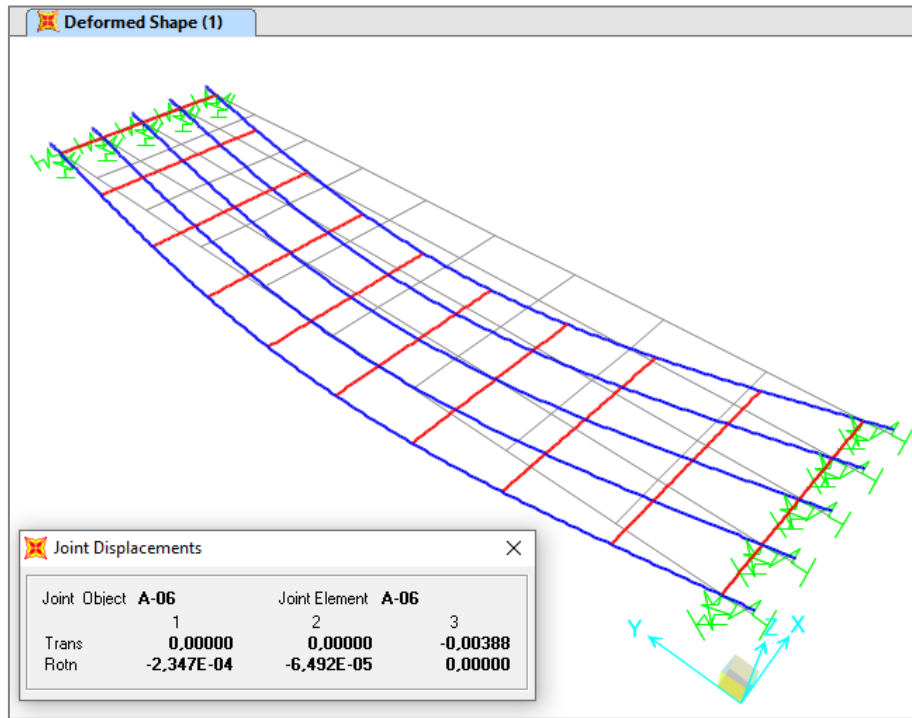 Deformed Shape (1)
Joint Displacements
Joint Object A-06 Joint Element A-06
1 2 3
Trans 0,00000 0,00000 -0,00388
Rotn -2,347E-04 -6,492E-05 0,00000
Y Z X